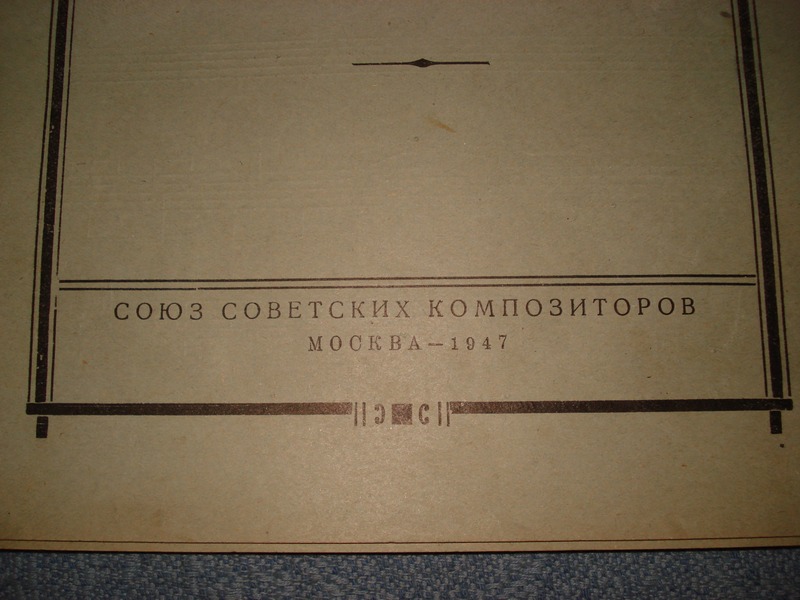 СОЮЗ СОВЕТСКИХ КОМПОЗИТОРОВ
МОСКВА—1947